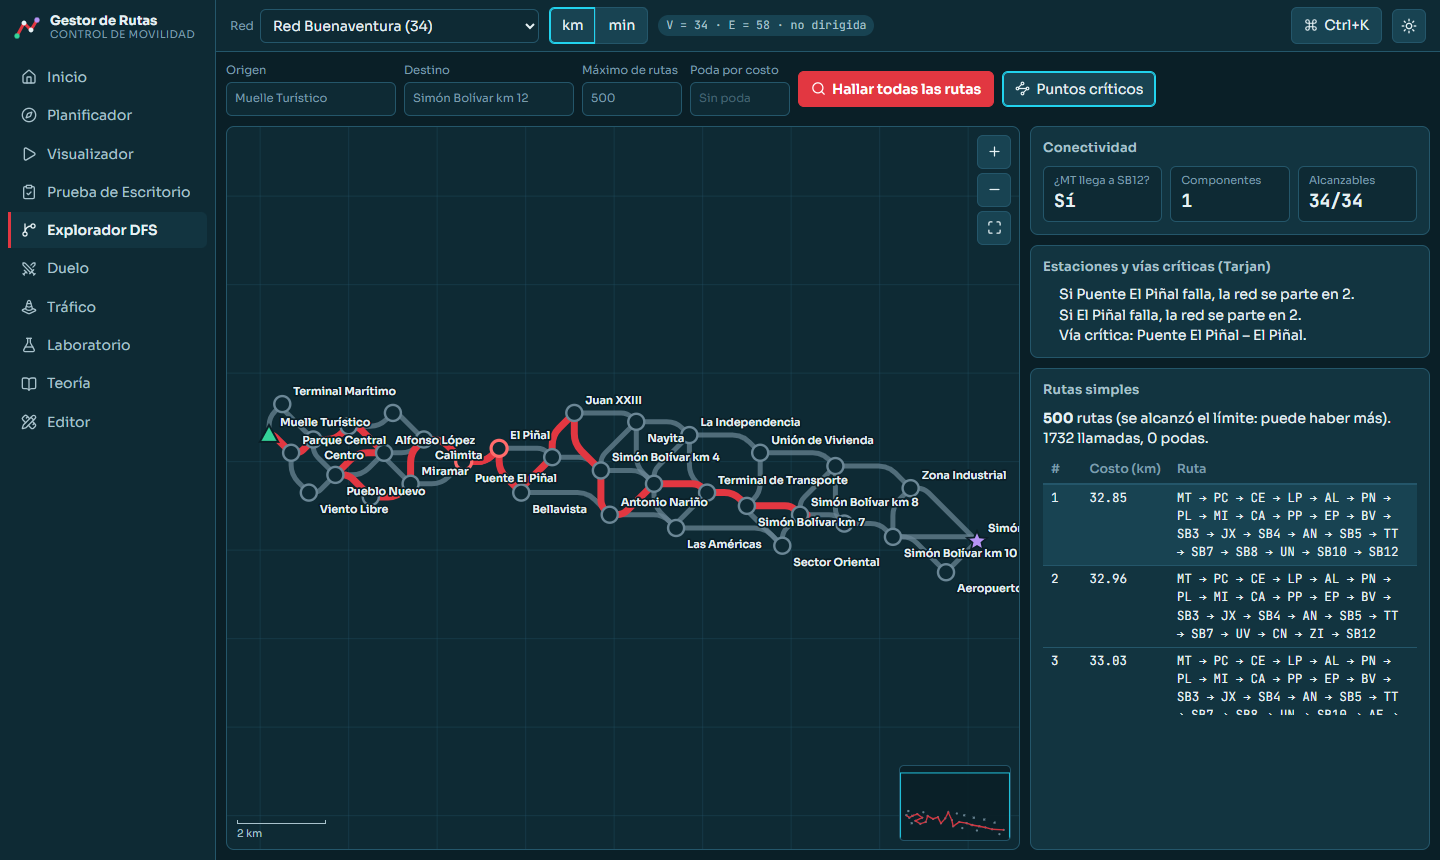 Gestor de Rutas
CONTROL DE MOVILIDAD
Inicio
Planificador
Visualizador
Prueba de Escritorio
Explorador DFS
Duelo
Tráfico
Laboratorio
Teoría
Editor
Red
Red Buenaventura (34)
km
min
V = 34 · E = 58 · no dirigida
⌘ Ctrl+K
Origen
Muelle Turístico
Destino
Simón Bolívar km 12
Máximo de rutas
500
Poda por costo
Sin poda
Hallar todas las rutas
Puntos críticos
+
−
Terminal Marítimo
Muelle Turístico
Parque Central
Alfonso López
Centro
Calimita
Miramar
Pueblo Nuevo
Viento Libre
El Piñal
Puente El Piñal
Juan XXIII
Nayita
La Independencia
Simón Bolívar km 4
Unión de Vivienda
Terminal de Transporte
Zona Industrial
Bellavista
Antonio Nariño
Simón Bolívar km 8
Simón Bolívar km 7
Simón
Las Américas
Simón Bolívar km 10
Sector Oriental
Aeropuerto
2 km
Conectividad
¿MT llega a SB12?
Sí
Componentes
1
Alcanzables
34/34
Estaciones y vías críticas (Tarjan)
Si Puente El Piñal falla, la red se parte en 2.
Si El Piñal falla, la red se parte en 2.
Vía crítica: Puente El Piñal – El Piñal.
Rutas simples
500 rutas (se alcanzó el límite: puede haber más).
1732 llamadas, 0 podas.
# Costo (km) Ruta
1 32.85 MT → PC → CE → LP → AL → PN →
PL → MI → CA → PP → EP → BV →
SB3 → JX → SB4 → AN → SB5 → TT
→ SB7 → SB8 → UN → SB10 → SB12
2 32.96 MT → PC → CE → LP → AL → PN →
PL → MI → CA → PP → EP → BV →
SB3 → JX → SB4 → AN → SB5 → TT
→ SB7 → UV → CN → ZI → SB12
3 33.03 MT → PC → CE → LP → AL → PN →
PL → MI → CA → PP → EP → BV →
SB3 → JX → SB4 → AN → SB5 → TT
→ SB7 → SB8 → UN → SB10 → AE →